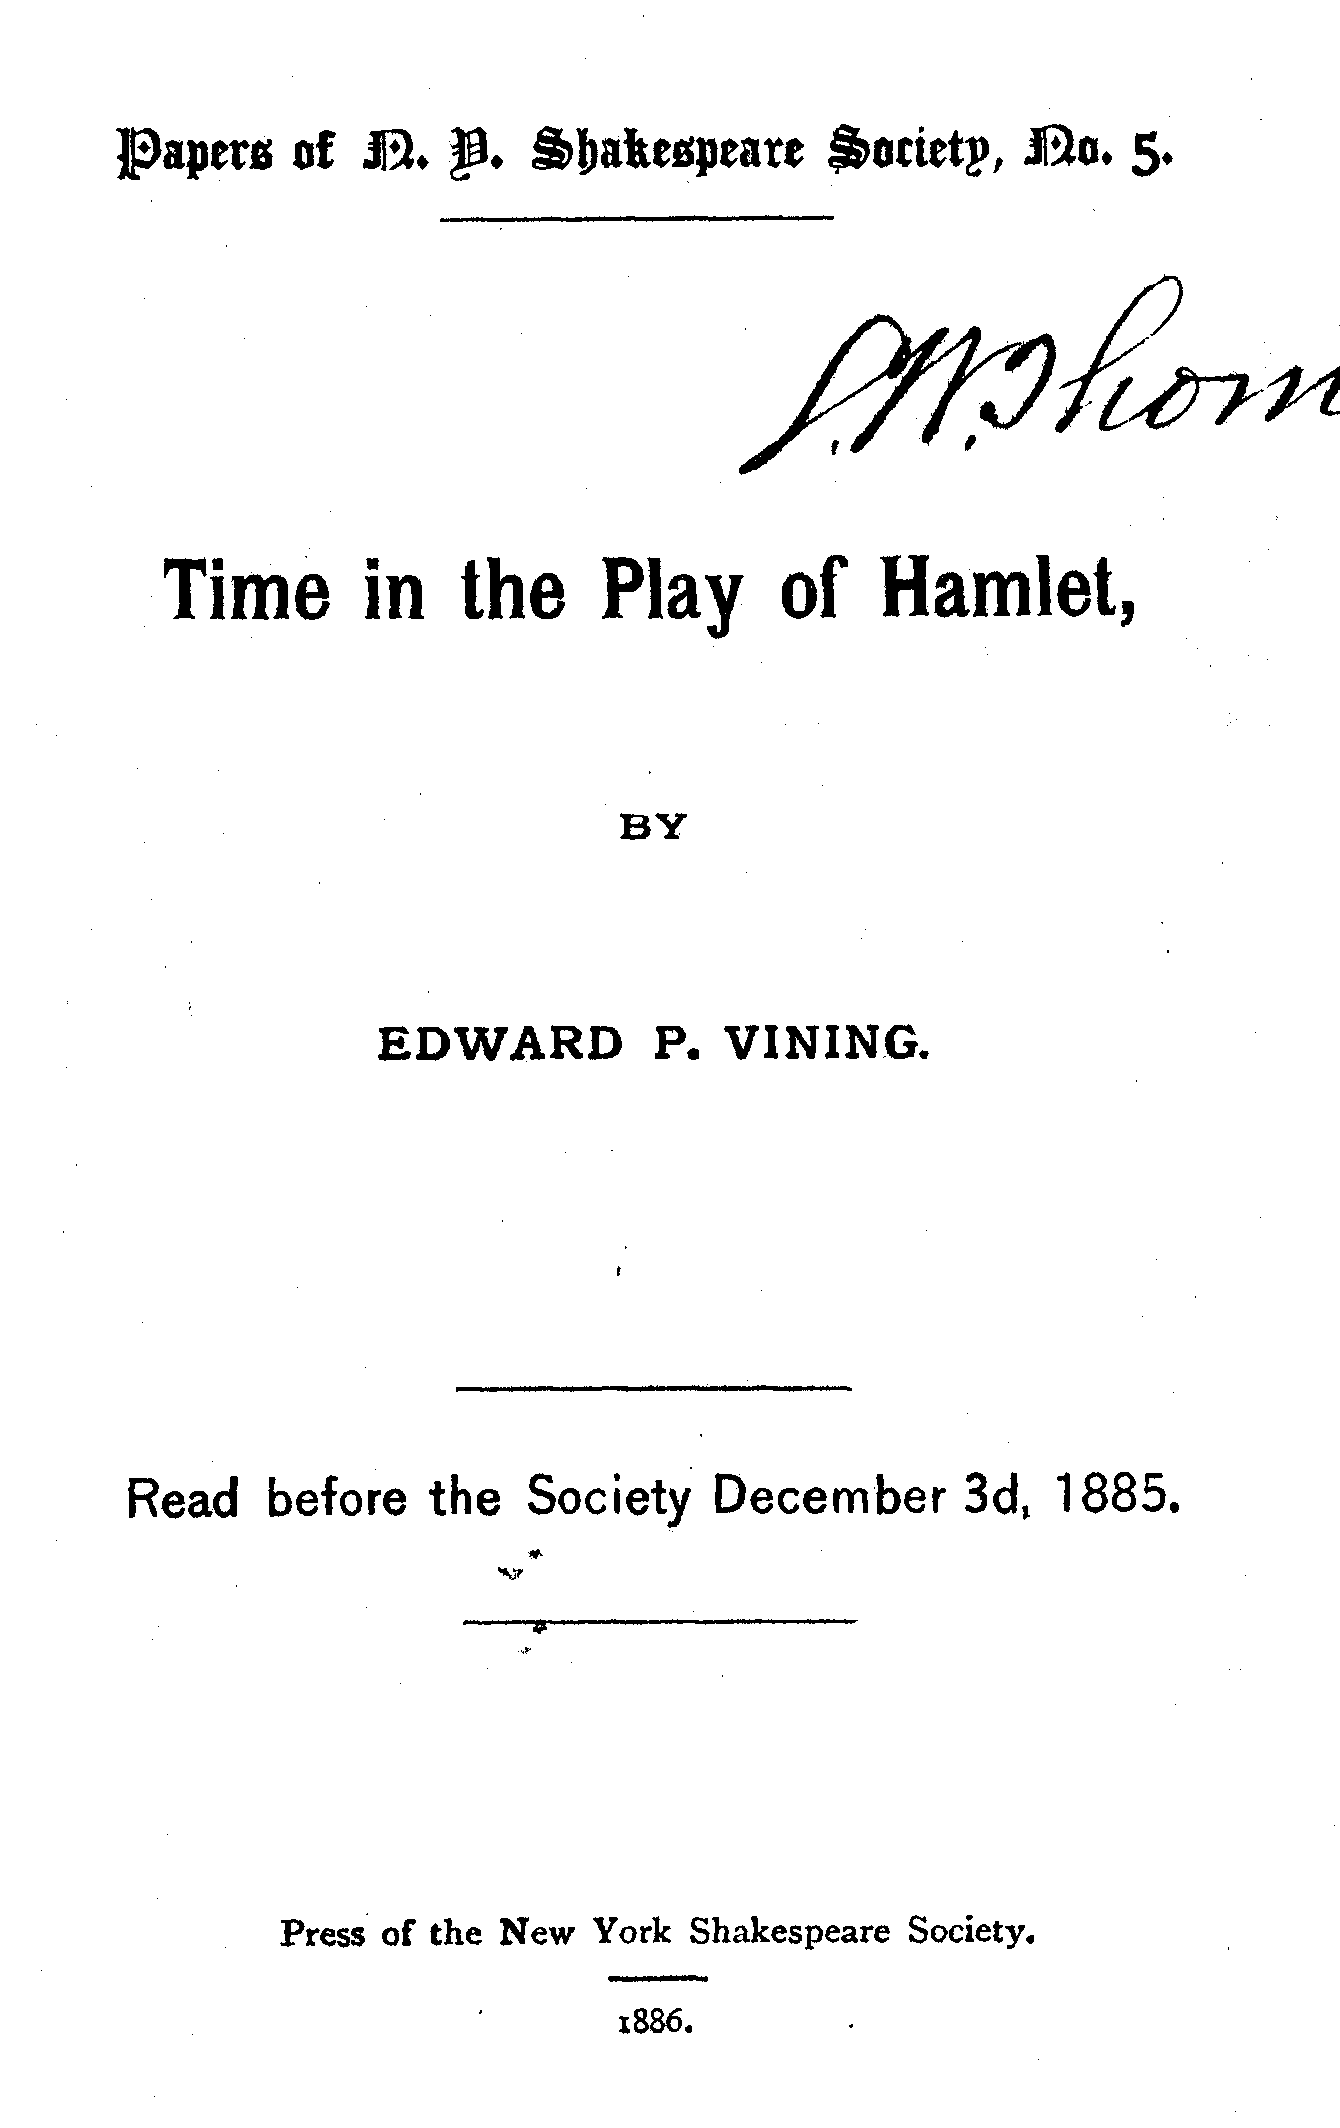 Papers of N. Y. Shakespeare Society, No. 5.
Time in the Play of Hamlet,
BY
EDWARD P. VINING.
Read before the Society December 3d, 1885.
Press of the New York Shakespeare Society.
1886.